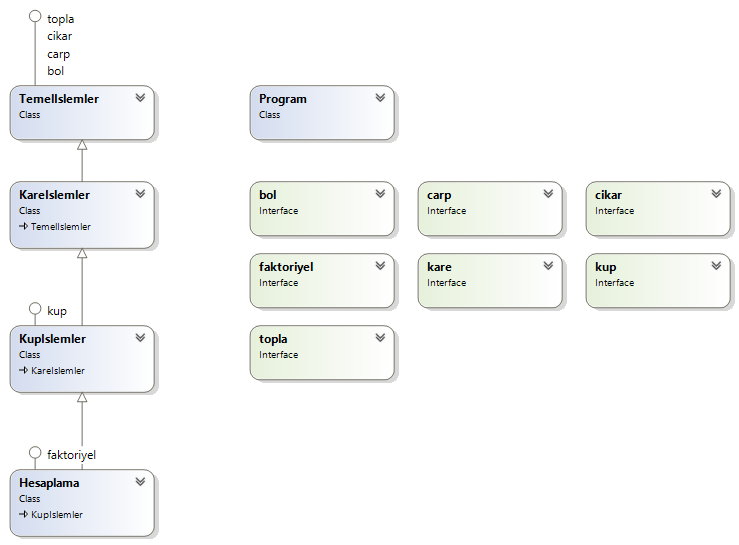 topla
cikar
carp
bol
TemelIslemler
Class
Program
Class
KareIslemler
Class
TemelIslemler
bol
Interface
carp
Interface
cikar
Interface
faktoriyel
Interface
kare
Interface
kup
Interface
kup
KupIslemler
Class
KareIslemler
topla
Interface
faktoriyel
Hesaplama
Class
KupIslemler